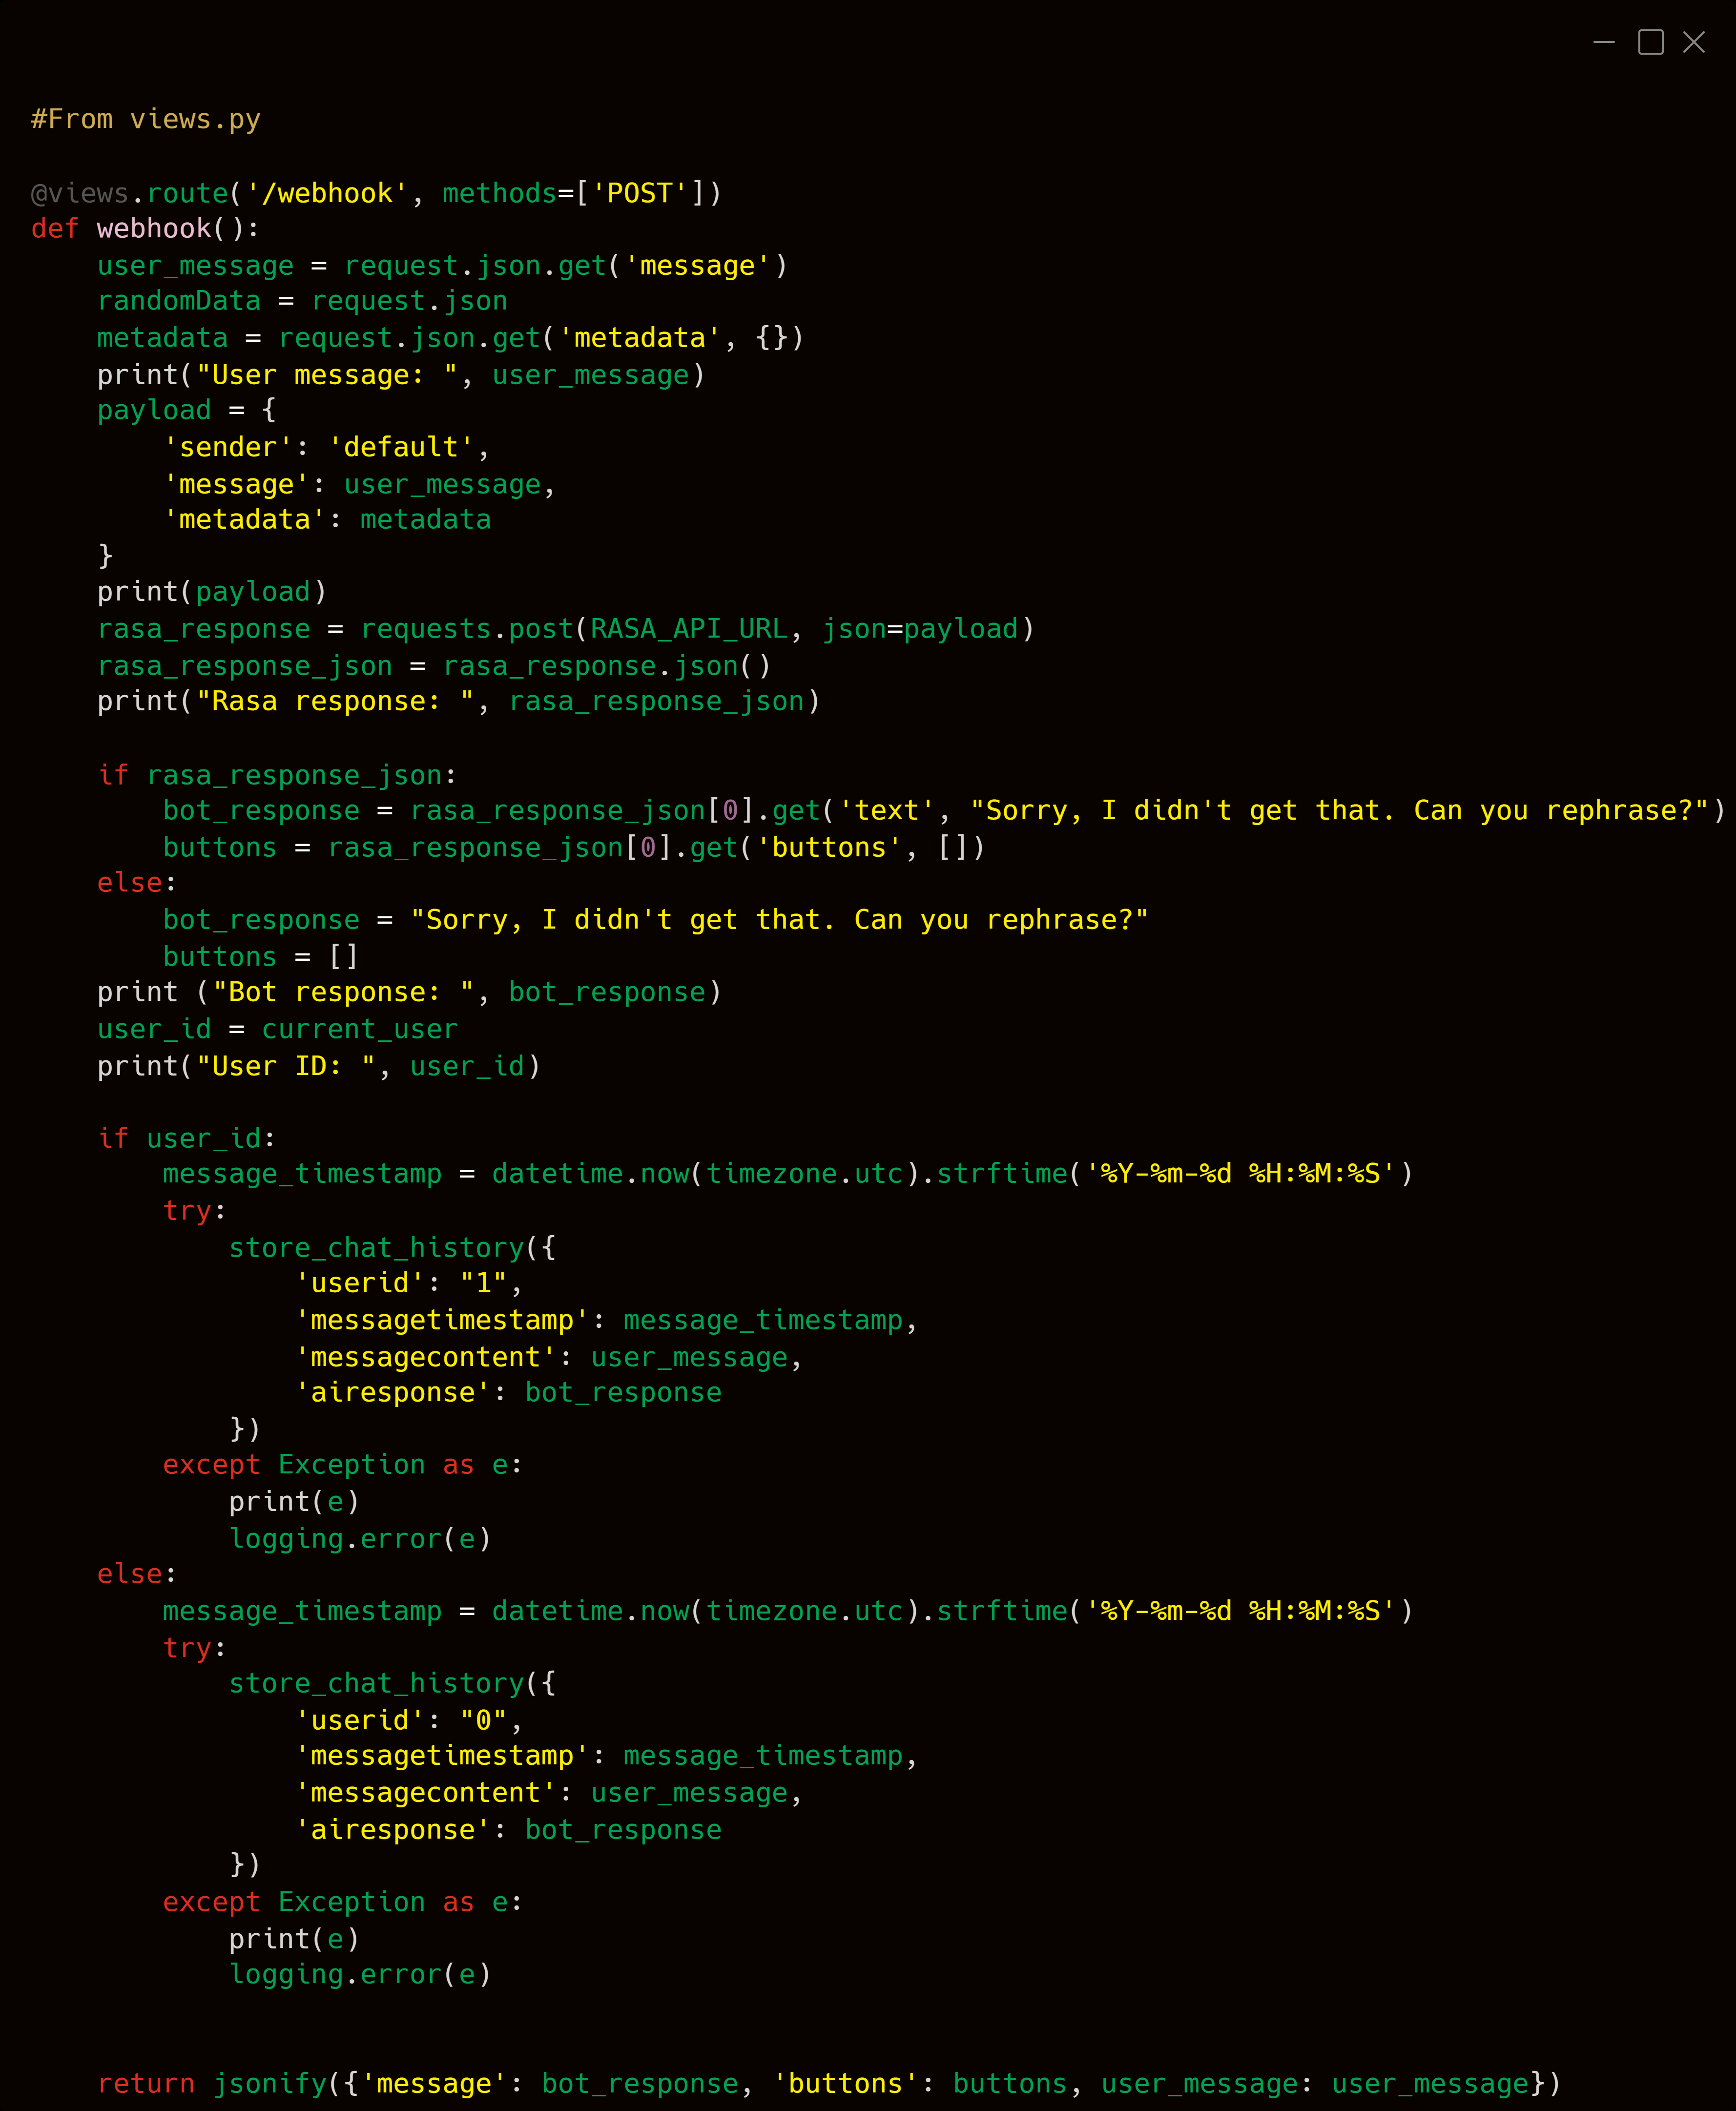 #From views.py

@views.route('/webhook', methods=['POST'])
def webhook():
    user_message = request.json.get('message')
    randomData = request.json
    metadata = request.json.get('metadata', {})
    print("User message: ", user_message)
    payload = {
        'sender': 'default',
        'message': user_message,
        'metadata': metadata
    }
    print(payload)
    rasa_response = requests.post(RASA_API_URL, json=payload)
    rasa_response_json = rasa_response.json()
    print("Rasa response: ", rasa_response_json)

    if rasa_response_json:
        bot_response = rasa_response_json[0].get('text', "Sorry, I didn't get that. Can you rephrase?")
        buttons = rasa_response_json[0].get('buttons', [])
    else:
        bot_response = "Sorry, I didn't get that. Can you rephrase?"
        buttons = []
    print ("Bot response: ", bot_response)
    user_id = current_user
    print("User ID: ", user_id)

    if user_id:
        message_timestamp = datetime.now(timezone.utc).strftime('%Y-%m-%d %H:%M:%S')
        try:
            store_chat_history({
                'userid': "1",
                'messagetimestamp': message_timestamp,
                'messagecontent': user_message,
                'airesponse': bot_response
            })
        except Exception as e:
            print(e)
            logging.error(e)
    else:
        message_timestamp = datetime.now(timezone.utc).strftime('%Y-%m-%d %H:%M:%S')
        try:
            store_chat_history({
                'userid': "0",
                'messagetimestamp': message_timestamp,
                'messagecontent': user_message,
                'airesponse': bot_response
            })
        except Exception as e:
            print(e)
            logging.error(e)


    return jsonify({'message': bot_response, 'buttons': buttons, user_message: user_message})